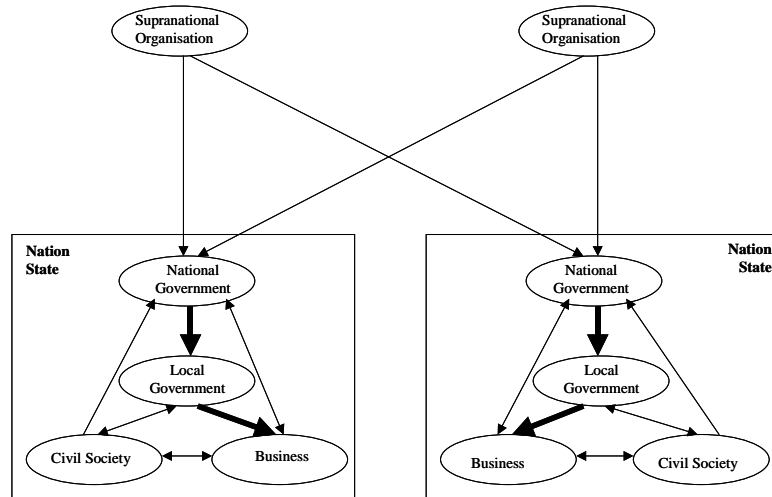 Supranational
Organisation
Supranational
Organisation
Nation
State
National
Government
Local
Government
Civil Society
Business
Nation
State
National
Government
Local
Government
Business
Civil Society